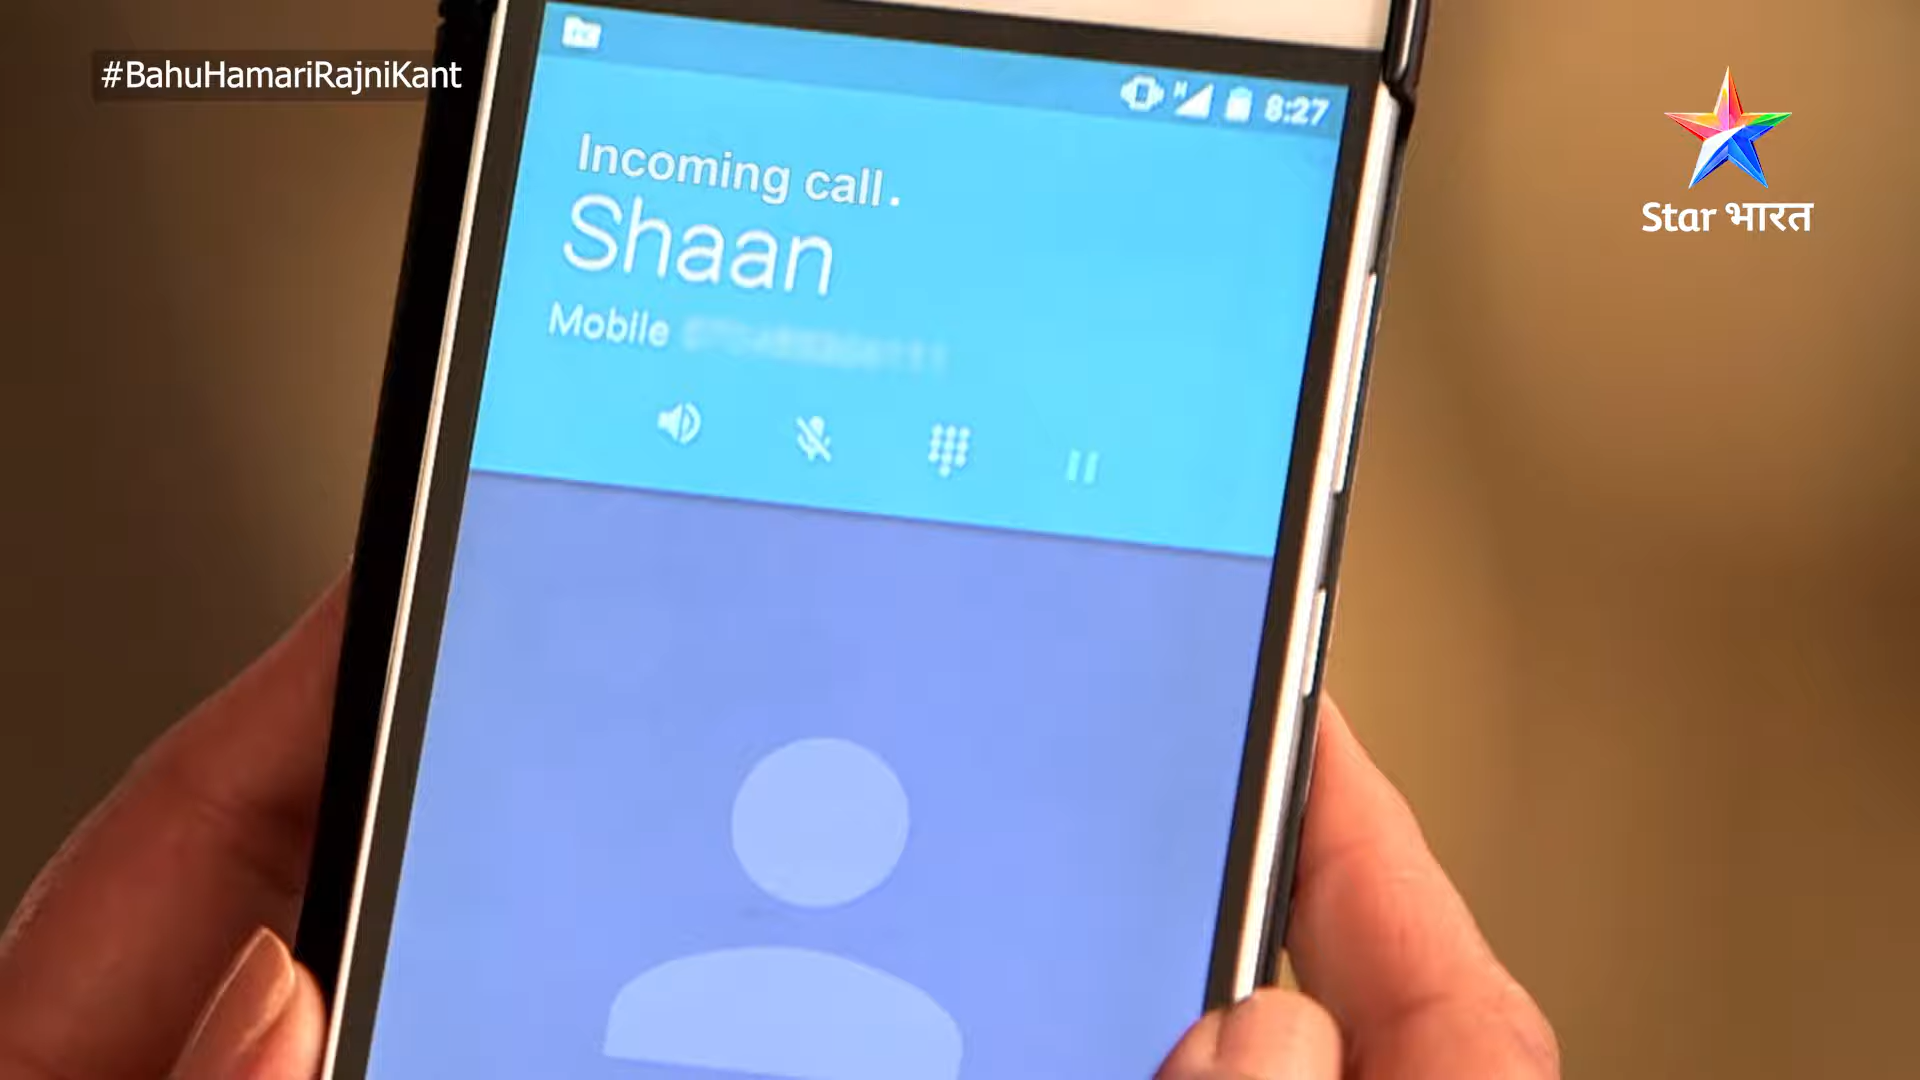 #BahuHamariRajniKant
8:27
Incoming call.
Shaan
Mobile
Star भारत